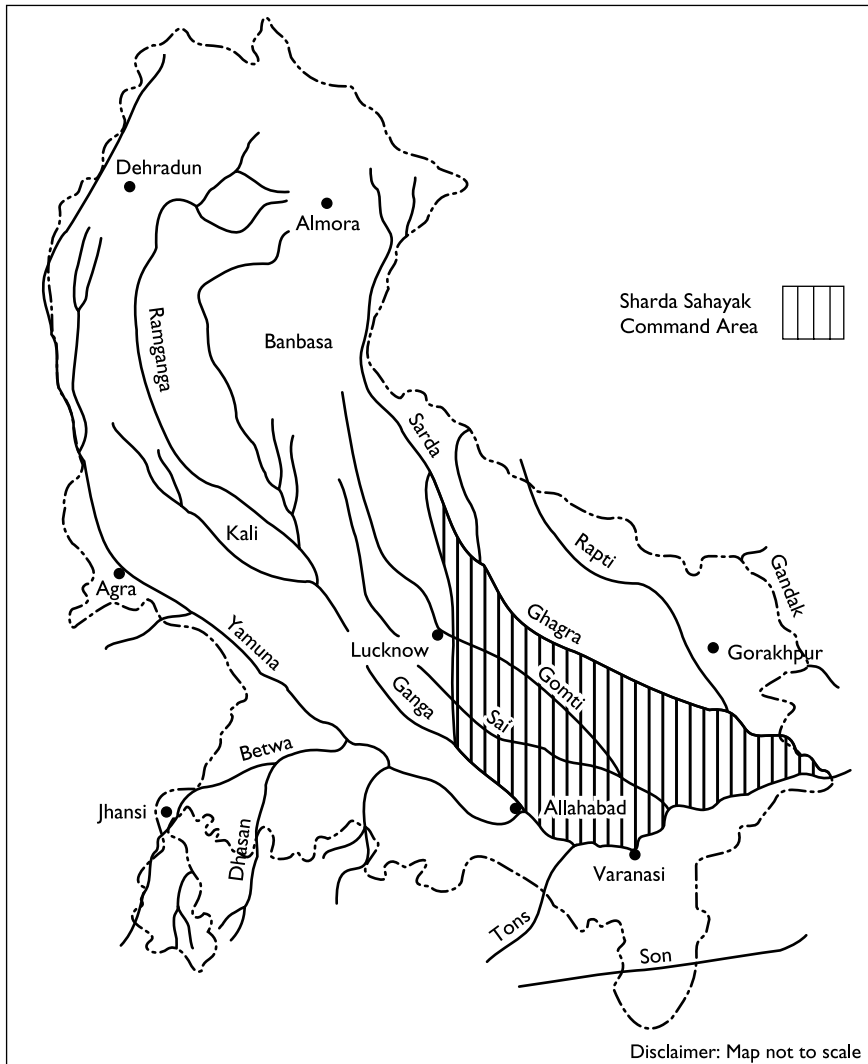 Dehradun
Almora
Ramganga
Banbasa
Sharda Sahayak
Command Area
Sarda
Kali
Rapti
Gandak
Agra
Yamuna
Lucknow
Ghagra
Gorakhpur
Gomti
Ganga
Sai
Betwa
Jhansi
Allahabad
Dhasan
Varanasi
Tons
Son
Disclaimer: Map not to scale